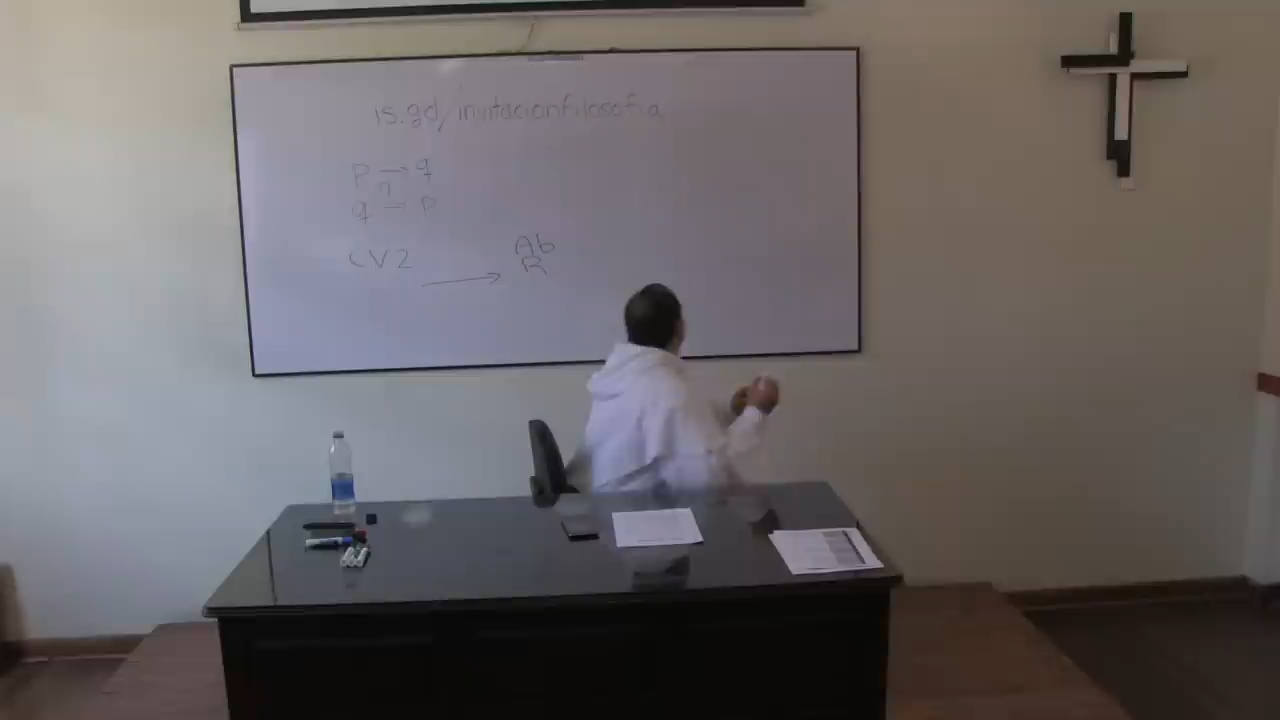 is.gd/invitacionfilosofia
p → q
n
q → p
CV2 → Ab
R